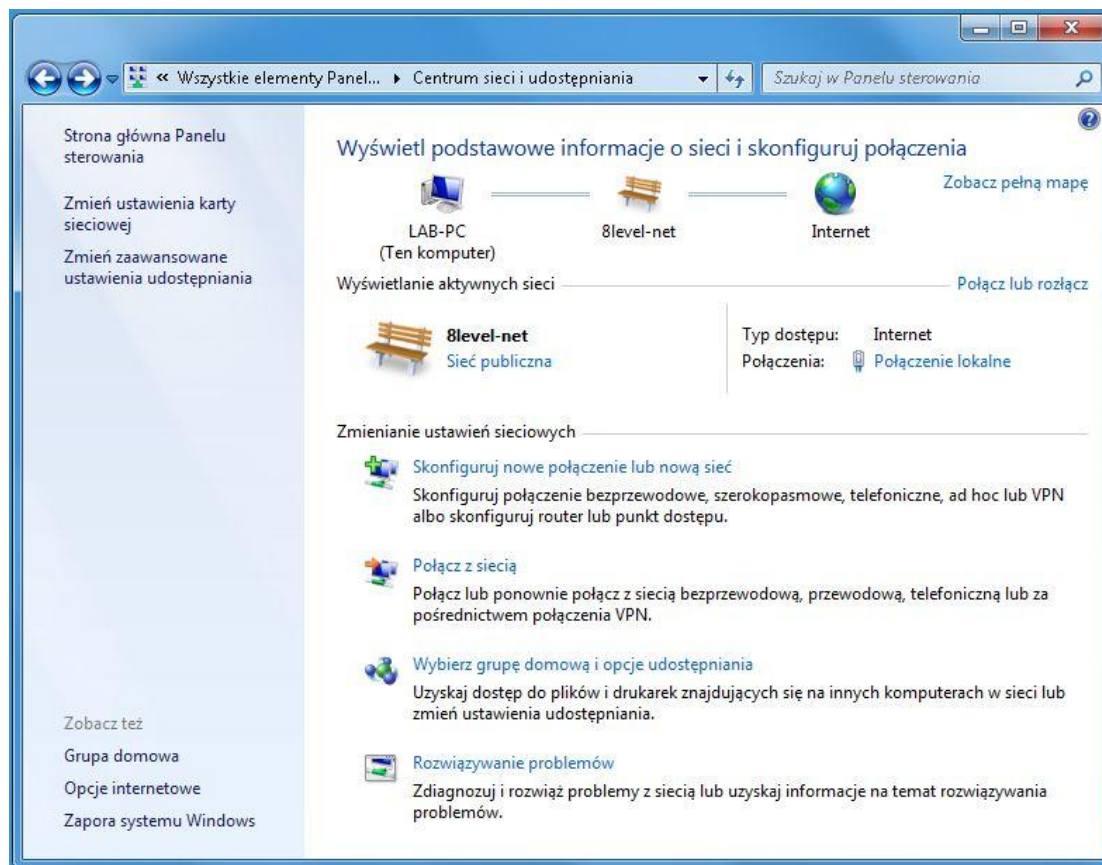 « Wszystkie elementy Panel... ▸ Centrum sieci i udostępniania
Szukaj w Panelu sterowania
Strona główna Panelu
sterowania
Zmień ustawienia karty
sieciowej
Zmień zaawansowane
ustawienia udostępniania
Zobacz też
Grupa domowa
Opcje internetowe
Zapora systemu Windows
Wyświetl podstawowe informacje o sieci i skonfiguruj połączenia
Zobacz pełną mapę
LAB-PC
(Ten komputer)
8level-net
Internet
Wyświetlanie aktywnych sieci
Połącz lub rozłącz
8level-net
Sieć publiczna
Typ dostępu: Internet
Połączenia: Połączenie lokalne
Zmienianie ustawień sieciowych
Skonfiguruj nowe połączenie lub nową sieć
Skonfiguruj połączenie bezprzewodowe, szerokopasmowe, telefoniczne, ad hoc lub VPN
albo skonfiguruj router lub punkt dostępu.
Połącz z siecią
Połącz lub ponownie połącz z siecią bezprzewodową, przewodową, telefoniczną lub za
pośrednictwem połączenia VPN.
Wybierz grupę domową i opcje udostępniania
Uzyskaj dostęp do plików i drukarek znajdujących się na innych komputerach w sieci lub
zmień ustawienia udostępniania.
Rozwiązywanie problemów
Zdiagnozuj i rozwiąż problemy z siecią lub uzyskaj informacje na temat rozwiązywania
problemów.